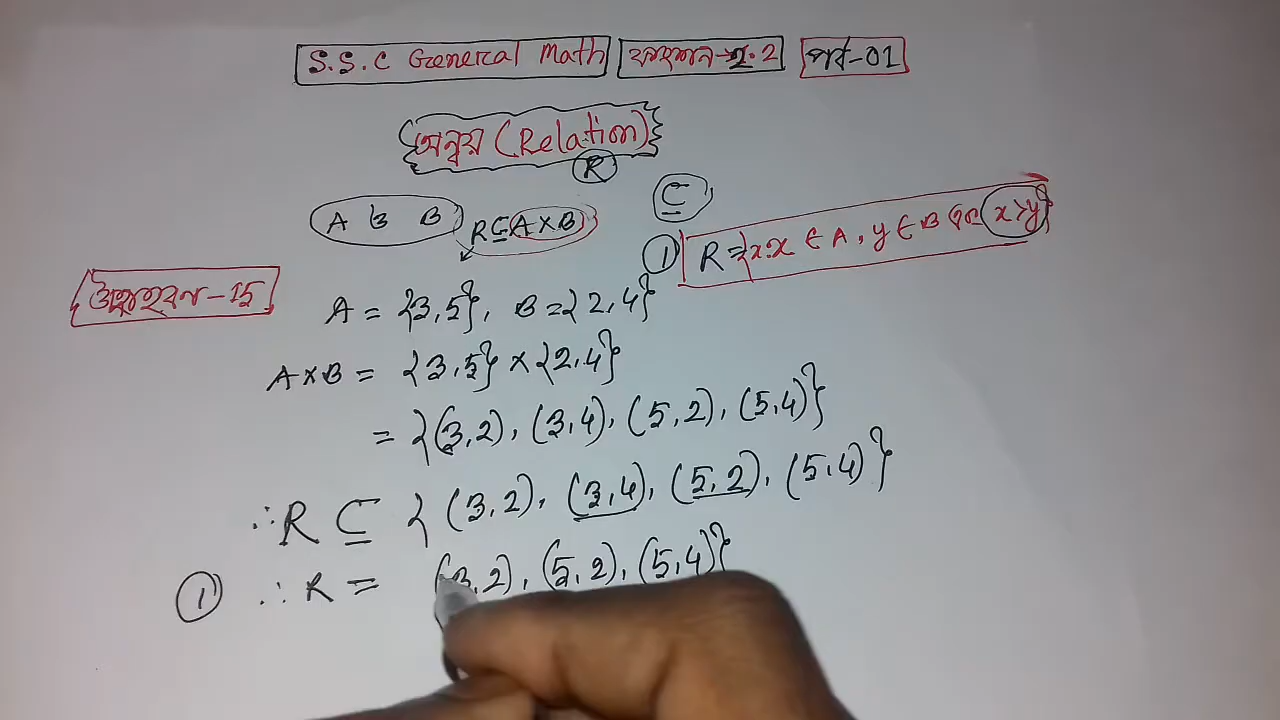 S.S.C General Math অনুশীলন-2.2 পর্ব-01
অন্বয় (Relation)
R
A ও B R⊆(A×B) ⊆
① R={x:x ∈ A, y ∈ B এবং x>y}
উদাহরণ-15
A = {3,5}, B={2,4}
A×B = {3,5} × {2,4}
= {(3,2), (3,4), (5,2), (5,4)}
∴ R ⊆ { (3,2), (3,4), (5,2), (5,4)}
① ∴ R = (3,2), (5,2), (5,4)}